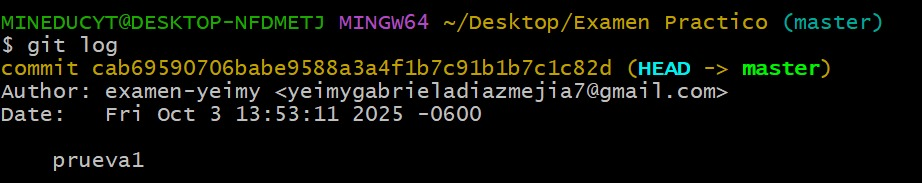 MINEDUCYT@DESKTOP-NFDMETJ MINGW64 ~/Desktop/Examen Practico (master)
$ git log
commit cab69590706babe9588a3a4f1b7c91b1b7c1c82d (HEAD -> master)
Author: examen-yeimy <yeimygabrieladiazmejia7@gmail.com>
Date:   Fri Oct 3 13:53:11 2025 -0600
    prueva1